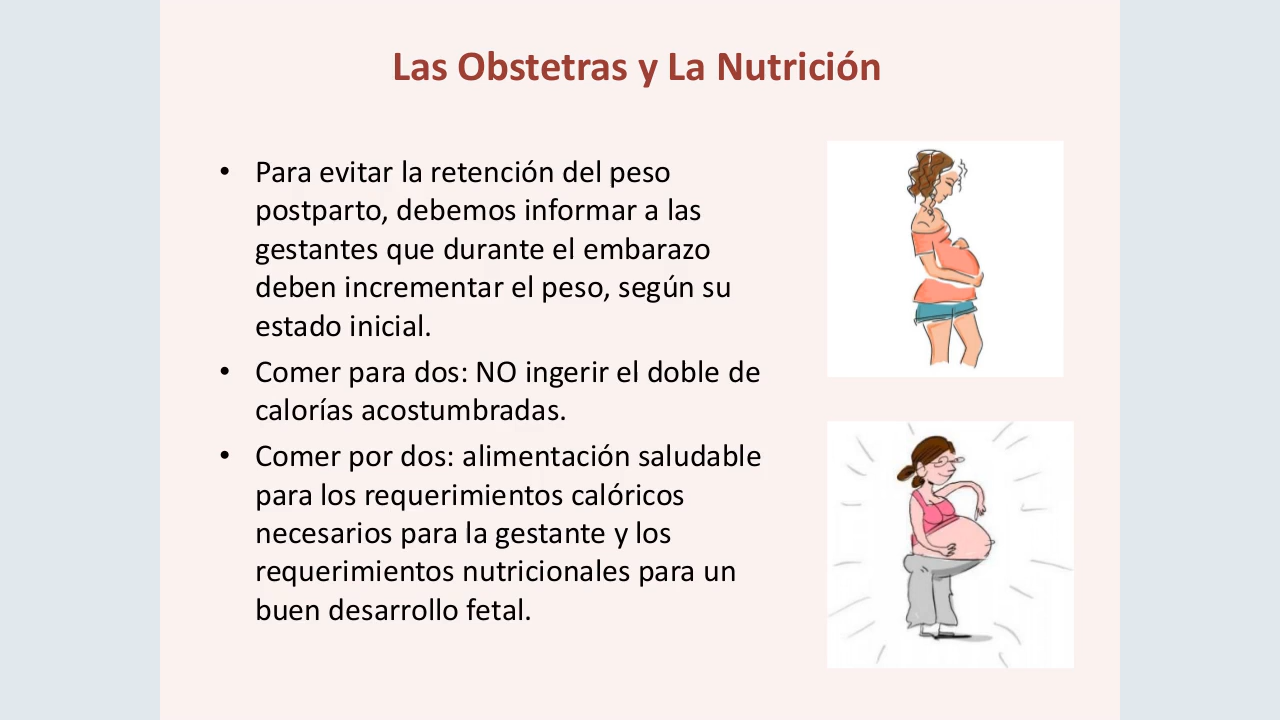 Las Obstetras y La Nutrición
• Para evitar la retención del peso
postparto, debemos informar a las
gestantes que durante el embarazo
deben incrementar el peso, según su
estado inicial.
• Comer para dos: NO ingerir el doble de
calorías acostumbradas.
• Comer por dos: alimentación saludable
para los requerimientos calóricos
necesarios para la gestante y los
requerimientos nutricionales para un
buen desarrollo fetal.